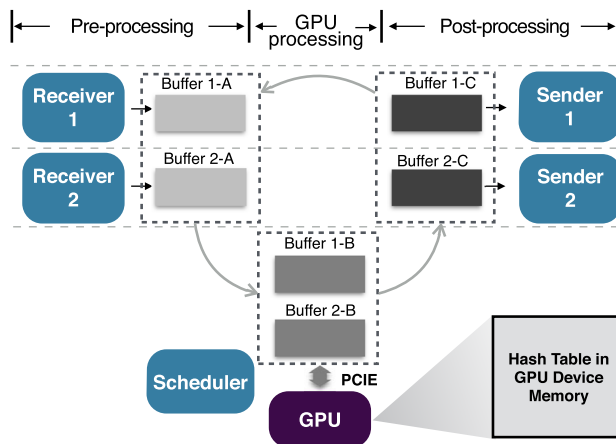 Pre-processing
GPU
processing
Post-processing
Receiver
1
Buffer 1-A
Buffer 1-C
Sender
1
Receiver
2
Buffer 2-A
Buffer 2-C
Sender
2
Buffer 1-B
Buffer 2-B
Scheduler
PCIE
GPU
Hash Table in
GPU Device
Memory